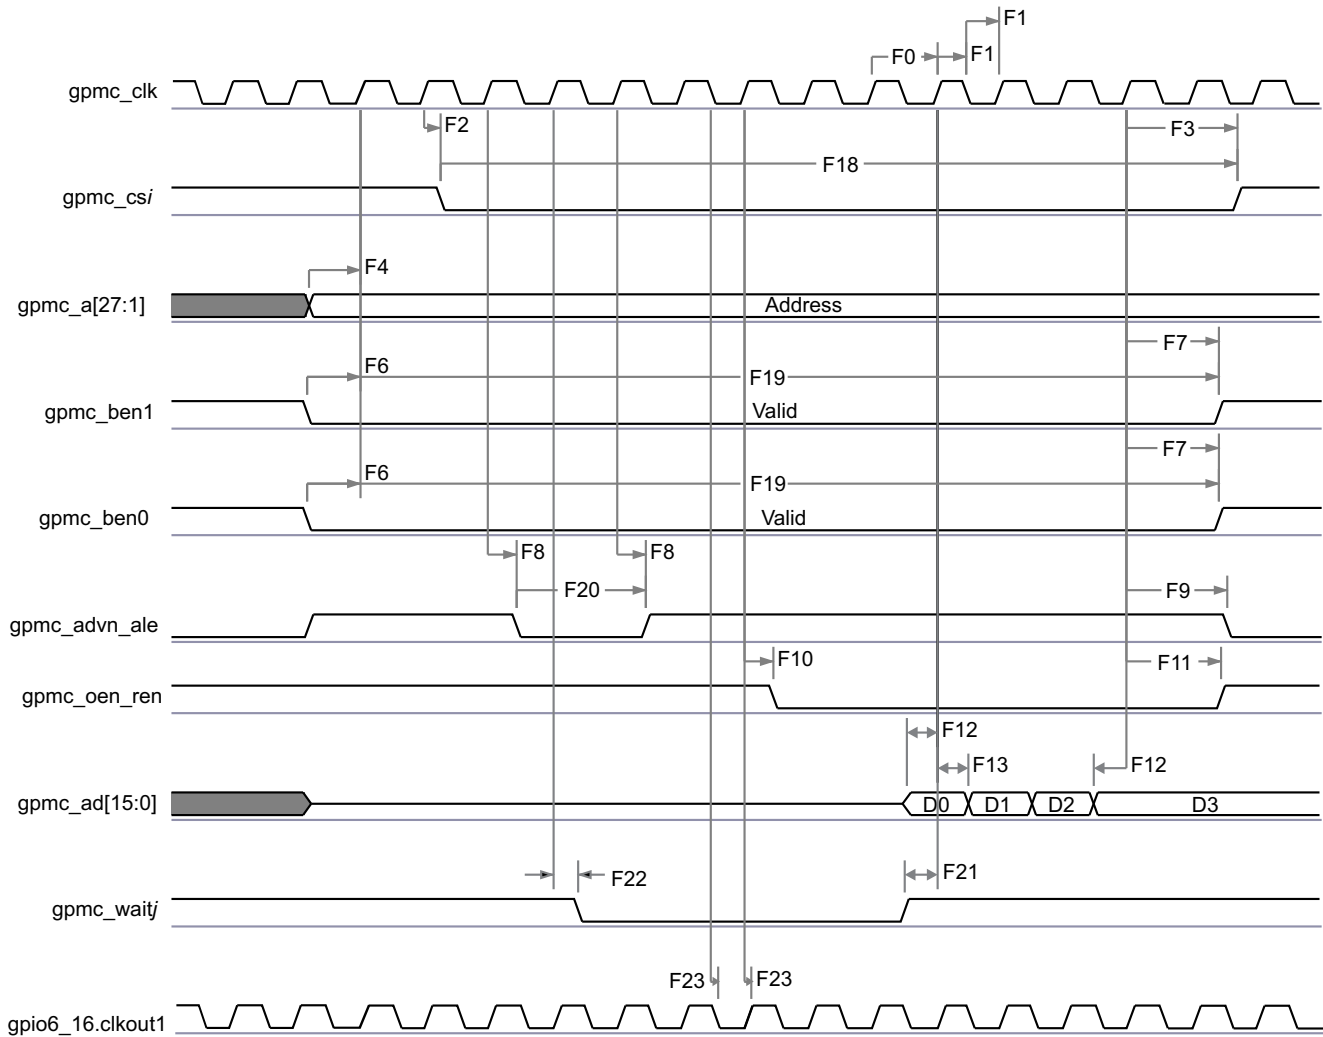 F1
F0 F1
gpmc_clk
F2 F3
F18
gpmc_csi
F4
gpmc_a[27:1] Address
F7
F6 F19
gpmc_ben1 Valid
F7
F6 F19
gpmc_ben0 Valid
F8 F8
F20 F9
gpmc_advn_ale
F10 F11
gpmc_oen_ren
F12
F13 F12
gpmc_ad[15:0] D0 D1 D2 D3
F22 F21
gpmc_waitj
F23 F23
gpio6_16.clkout1